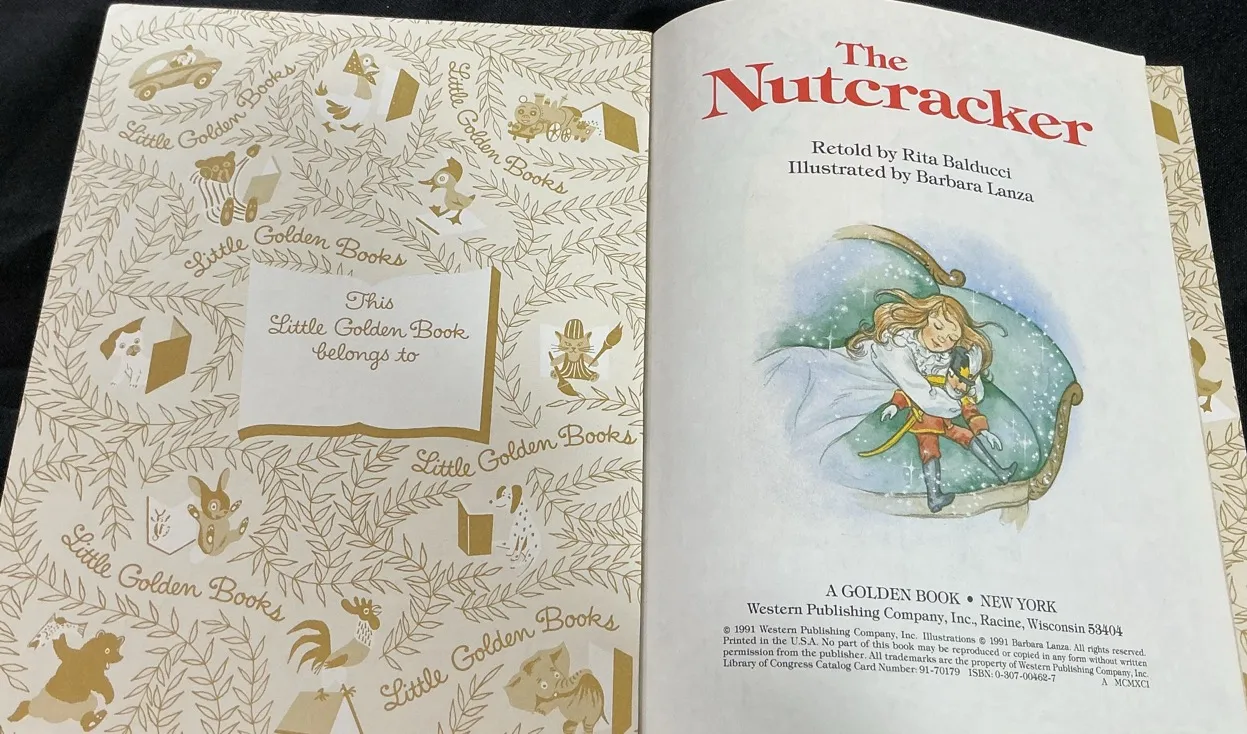 Little Golden Books
Little Golden Books
Little Golden Books
This
Little Golden Book
belongs to
Little Golden Books
Little Golden Books
Little Golden Books
The
Nutcracker
Retold by Rita Balducci
Illustrated by Barbara Lanza
A GOLDEN BOOK • NEW YORK
Western Publishing Company, Inc., Racine, Wisconsin 53404
© 1991 Western Publishing Company, Inc. Illustrations © 1991 Barbara Lanza. All rights reserved.
Printed in the U.S.A. No part of this book may be reproduced or copied in any form without written
permission from the publisher. All trademarks are the property of Western Publishing Company, Inc.
Library of Congress Catalog Card Number: 91-70179 ISBN: 0-307-00462-7 A MCMXCI